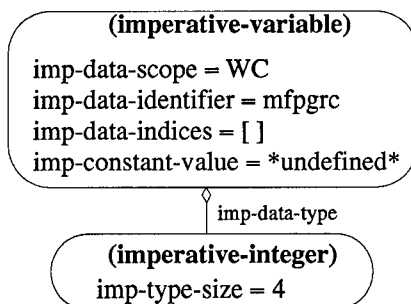 (imperative-variable)
imp-data-scope = WC
imp-data-identifier = mfpgrc
imp-data-indices = [ ]
imp-constant-value = *undefined*
imp-data-type
(imperative-integer)
imp-type-size = 4